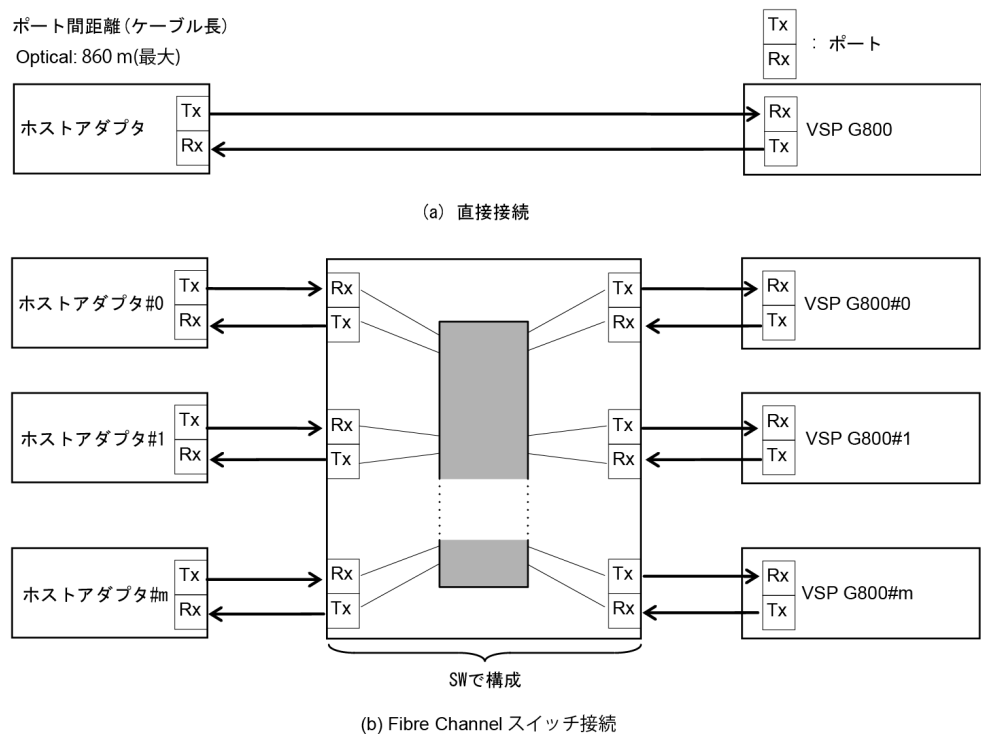 ポート間距離(ケーブル長)
Optical: 860 m(最大)
Tx
Rx
: ポート
ホストアダプタ
Tx
Rx
Rx
Tx
VSP G800
(a) 直接接続
ホストアダプタ#0
Tx
Rx
Rx
Tx
Tx
Rx
Rx
Tx
VSP G800#0
ホストアダプタ#1
Tx
Rx
Rx
Tx
Tx
Rx
Rx
Tx
VSP G800#1
ホストアダプタ#m
Tx
Rx
Rx
Tx
Tx
Rx
Rx
Tx
VSP G800#m
SWで構成
(b) Fibre Channel スイッチ接続